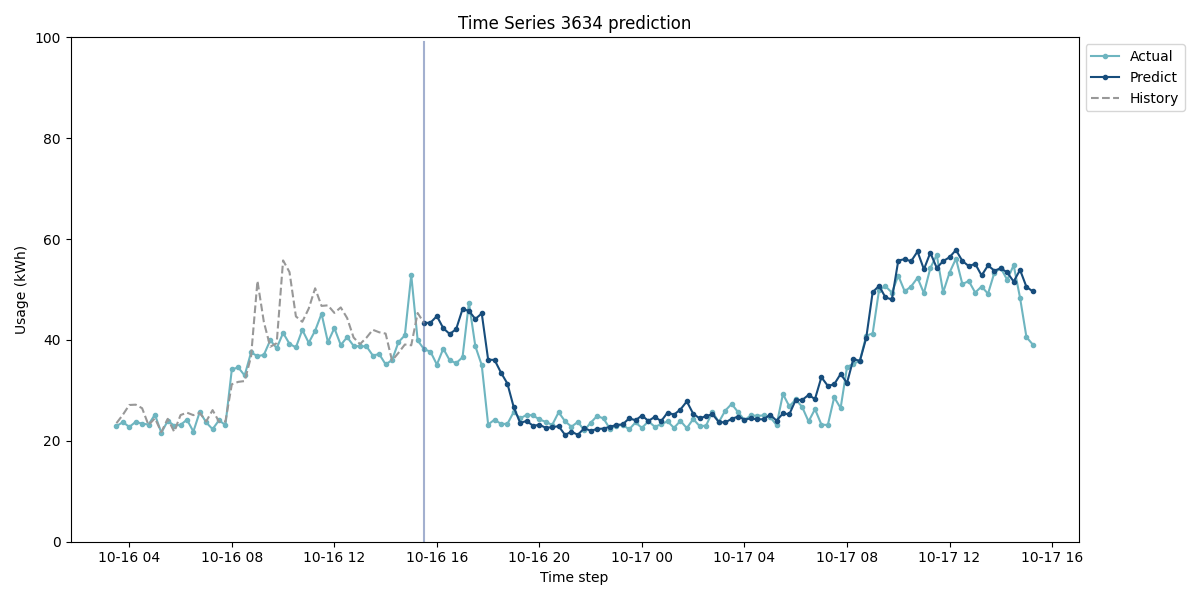 Time Series 3634 prediction
100
80
60
40
20
0
Usage (kWh)
10-16 04
10-16 08
10-16 12
10-16 16
10-16 20
10-17 00
10-17 04
10-17 08
10-17 12
10-17 16
Time step
Actual
Predict
History